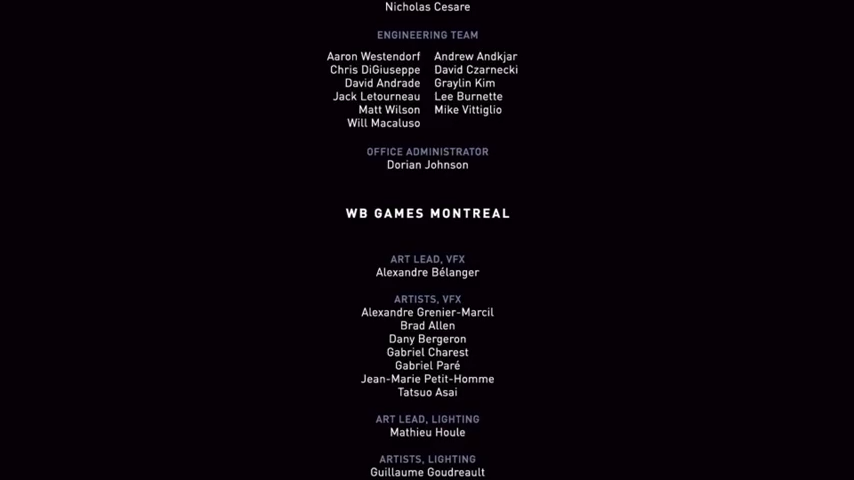 Nicholas Cesare
ENGINEERING TEAM
Aaron Westendorf Andrew Andkjar
Chris DiGiuseppe David Czarnecki
David Andrade Graylin Kim
Jack Letourneau Lee Burnette
Matt Wilson Mike Vittiglio
Will Macaluso
OFFICE ADMINISTRATOR
Dorian Johnson
WB GAMES MONTREAL
ART LEAD, VFX
Alexandre Bélanger
ARTISTS, VFX
Alexandre Grenier-Marcil
Brad Allen
Dany Bergeron
Gabriel Charest
Gabriel Paré
Jean-Marie Petit-Homme
Tatsuo Asai
ART LEAD, LIGHTING
Mathieu Houle
ARTISTS, LIGHTING
Guillaume Goudreault